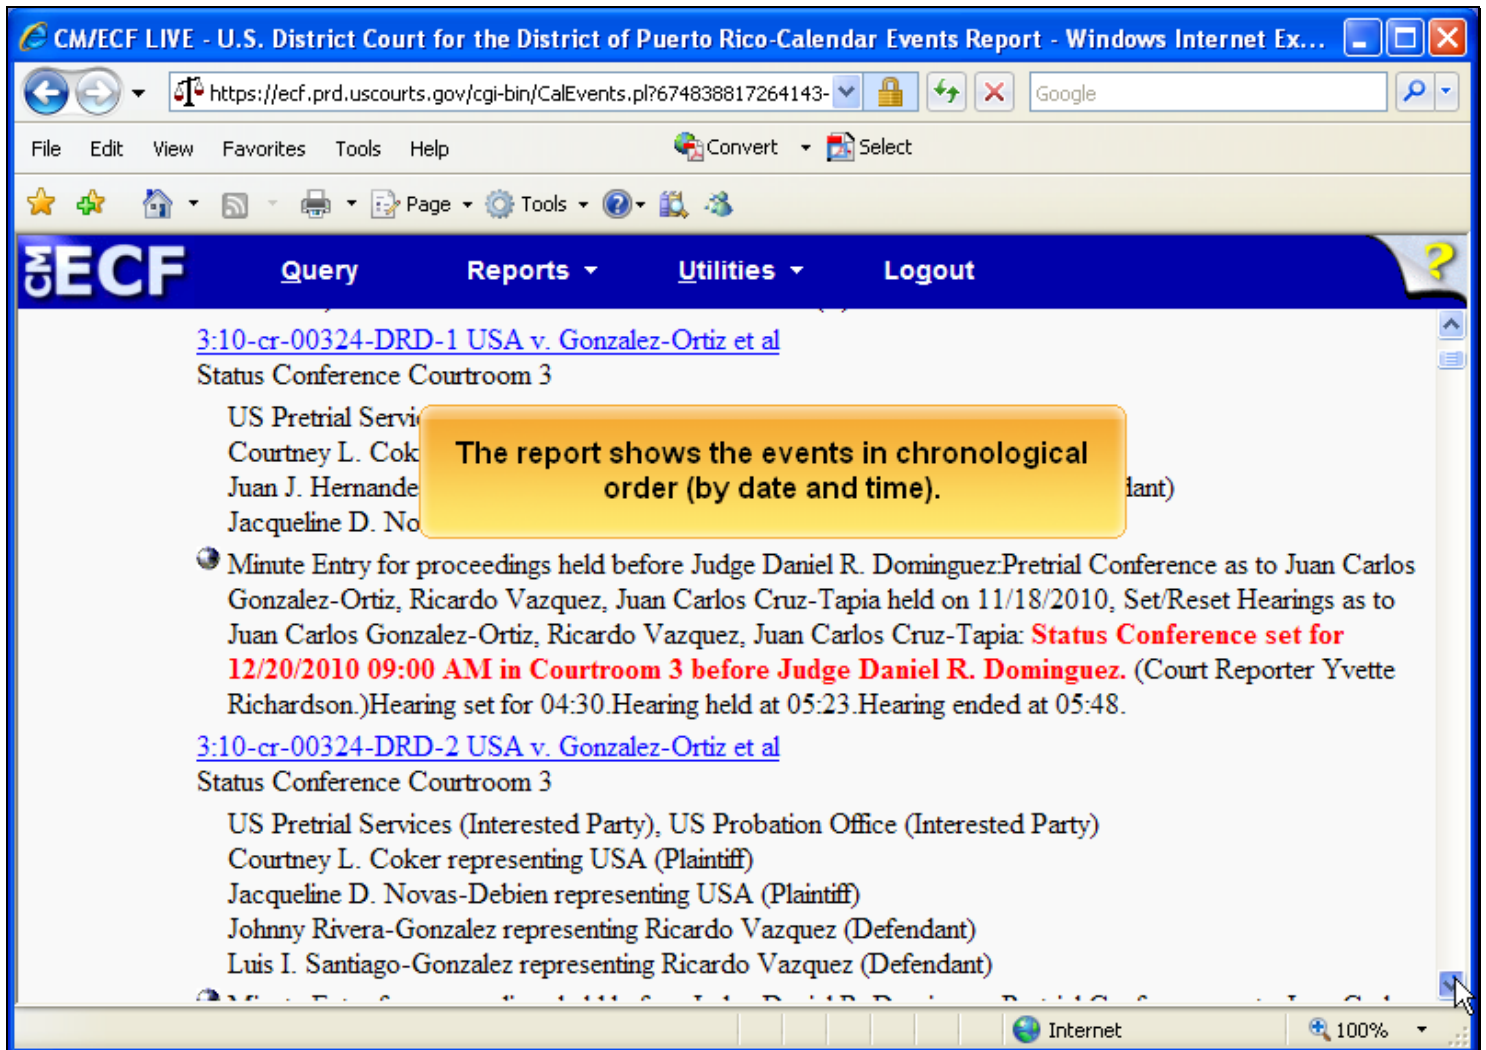 CM/ECF LIVE - U.S. District Court for the District of Puerto Rico-Calendar Events Report - Windows Internet Ex...
https://ecf.prd.uscourts.gov/cgi-bin/CalEvents.pl?674838817264143-
Google
File Edit View Favorites Tools Help Convert Select
Page Tools
CM ECF Query Reports Utilities Logout ?
3:10-cr-00324-DRD-1 USA v. Gonzalez-Ortiz et al
Status Conference Courtroom 3
US Pretrial Servi
Courtney L. Cok
Juan J. Hernande
Jacqueline D. No
The report shows the events in chronological
order (by date and time).
Minute Entry for proceedings held before Judge Daniel R. Dominguez:Pretrial Conference as to Juan Carlos
Gonzalez-Ortiz, Ricardo Vazquez, Juan Carlos Cruz-Tapia held on 11/18/2010, Set/Reset Hearings as to
Juan Carlos Gonzalez-Ortiz, Ricardo Vazquez, Juan Carlos Cruz-Tapia: Status Conference set for
12/20/2010 09:00 AM in Courtroom 3 before Judge Daniel R. Dominguez. (Court Reporter Yvette
Richardson.)Hearing set for 04:30.Hearing held at 05:23.Hearing ended at 05:48.
3:10-cr-00324-DRD-2 USA v. Gonzalez-Ortiz et al
Status Conference Courtroom 3
US Pretrial Services (Interested Party), US Probation Office (Interested Party)
Courtney L. Coker representing USA (Plaintiff)
Jacqueline D. Novas-Debien representing USA (Plaintiff)
Johnny Rivera-Gonzalez representing Ricardo Vazquez (Defendant)
Luis I. Santiago-Gonzalez representing Ricardo Vazquez (Defendant)
Internet 100%